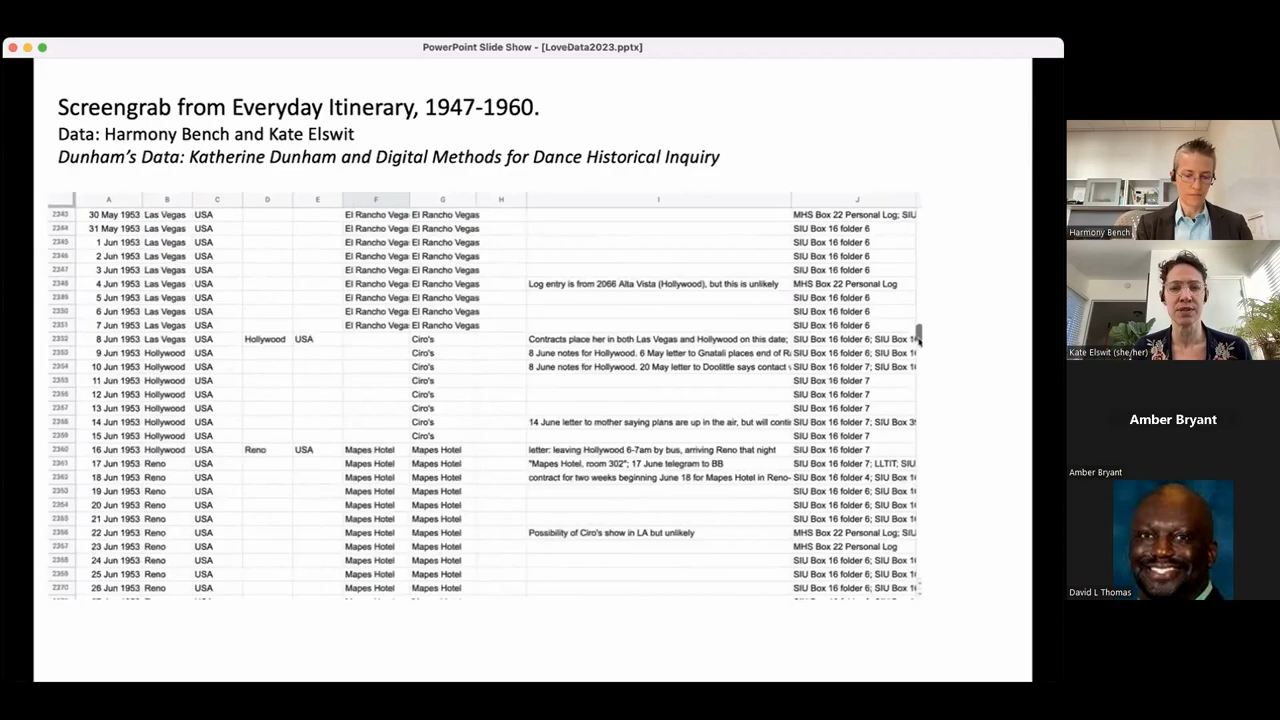 PowerPoint Slide Show - [LoveData2023.pptx]
Screengrab from Everyday Itinerary, 1947-1960.
Data: Harmony Bench and Kate Elswit
Dunham's Data: Katherine Dunham and Digital Methods for Dance Historical Inquiry
A B C D E F G H I J
30 May 1953 Las Vegas USA El Rancho Vega El Rancho Vegas MHS Box 22 Personal Log; SIU
31 May 1953 Las Vegas USA El Rancho Vega El Rancho Vegas SIU Box 16 folder 6
1 Jun 1953 Las Vegas USA El Rancho Vega El Rancho Vegas SIU Box 16 folder 6
2 Jun 1953 Las Vegas USA El Rancho Vega El Rancho Vegas SIU Box 16 folder 6
3 Jun 1953 Las Vegas USA El Rancho Vega El Rancho Vegas SIU Box 16 folder 6
4 Jun 1953 Las Vegas USA El Rancho Vega El Rancho Vegas Log entry is from 2066 Alta Vista (Hollywood), but this is unlikely MHS Box 22 Personal Log
5 Jun 1953 Las Vegas USA El Rancho Vega El Rancho Vegas SIU Box 16 folder 6
6 Jun 1953 Las Vegas USA El Rancho Vega El Rancho Vegas SIU Box 16 folder 6
7 Jun 1953 Las Vegas USA El Rancho Vega El Rancho Vegas SIU Box 16 folder 6
8 Jun 1953 Las Vegas USA Hollywood USA Ciro's Contracts place her in both Las Vegas and Hollywood on this date; SIU Box 16 folder 6; SIU Box 16
9 Jun 1953 Hollywood USA Ciro's 8 June notes for Hollywood. 6 May letter to Gnatali places end of SIU Box 16 folder 6; SIU Box 16
10 Jun 1953 Hollywood USA Ciro's 8 June notes for Hollywood. 20 May letter to Doolittle says contact SIU Box 16 folder 7; SIU Box 16
11 Jun 1953 Hollywood USA Ciro's SIU Box 16 folder 7
12 Jun 1953 Hollywood USA Ciro's SIU Box 16 folder 7
13 Jun 1953 Hollywood USA Ciro's SIU Box 16 folder 7
14 Jun 1953 Hollywood USA Ciro's 14 June letter to mother saying plans are up in the air, but will conti SIU Box 16 folder 7; SIU Box
15 Jun 1953 Hollywood USA Ciro's SIU Box 16 folder 7
16 Jun 1953 Hollywood USA Reno USA Mapes Hotel Mapes Hotel letter: leaving Hollywood 6-7am by bus, arriving Reno that night SIU Box 16 folder 7
17 Jun 1953 Reno USA Mapes Hotel Mapes Hotel "Mapes Hotel, room 302"; 17 June telegram to BB SIU Box 16 folder 7; LLTIT; SIU
18 Jun 1953 Reno USA Mapes Hotel Mapes Hotel contract for two weeks beginning June 18 for Mapes Hotel in Reno- SIU Box 16 folder 4; SIU Box 16
19 Jun 1953 Reno USA Mapes Hotel Mapes Hotel SIU Box 16 folder 6; SIU Box 16
20 Jun 1953 Reno USA Mapes Hotel Mapes Hotel SIU Box 16 folder 6; SIU Box 16
21 Jun 1953 Reno USA Mapes Hotel Mapes Hotel SIU Box 16 folder 6; SIU Box 16
22 Jun 1953 Reno USA Mapes Hotel Mapes Hotel Possibility of Ciro's show in LA but unlikely MHS Box 22 Personal Log; SIU
23 Jun 1953 Reno USA Mapes Hotel Mapes Hotel MHS Box 22 Personal Log
24 Jun 1953 Reno USA Mapes Hotel Mapes Hotel SIU Box 16 folder 6; SIU Box 16
25 Jun 1953 Reno USA Mapes Hotel Mapes Hotel SIU Box 16 folder 6; SIU Box 16
26 Jun 1953 Reno USA Mapes Hotel Mapes Hotel SIU Box 16 folder 6; SIU Box 16
Harmony Bench
Kate Elswit (she/her)
Amber Bryant
Amber Bryant
David L Thomas